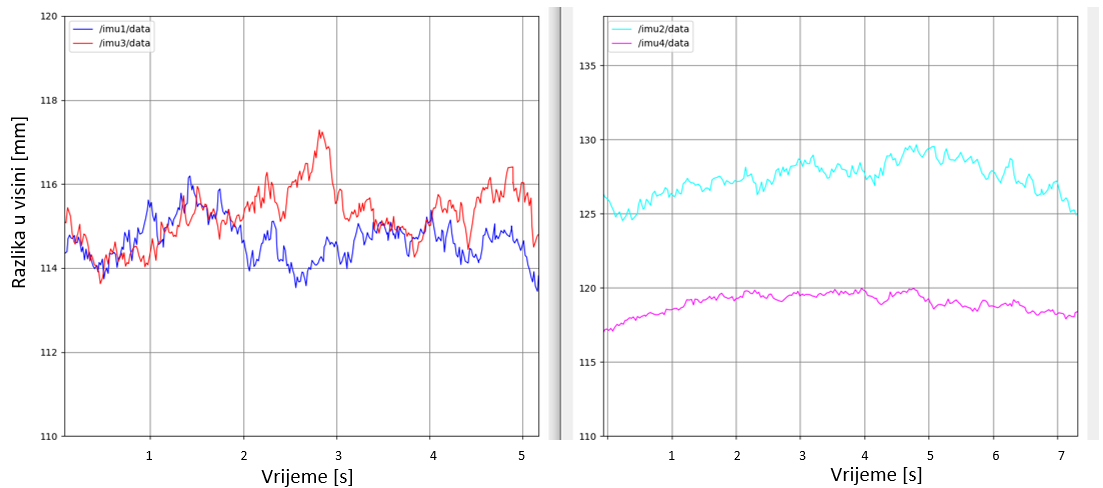 /imu1/data
/imu3/data
120
118
116
114
112
110
1 2 3 4 5
Razlika u visini [mm]
Vrijeme [s]
/imu2/data
/imu4/data
135
130
125
120
115
110
1 2 3 4 5 6 7
Vrijeme [s]